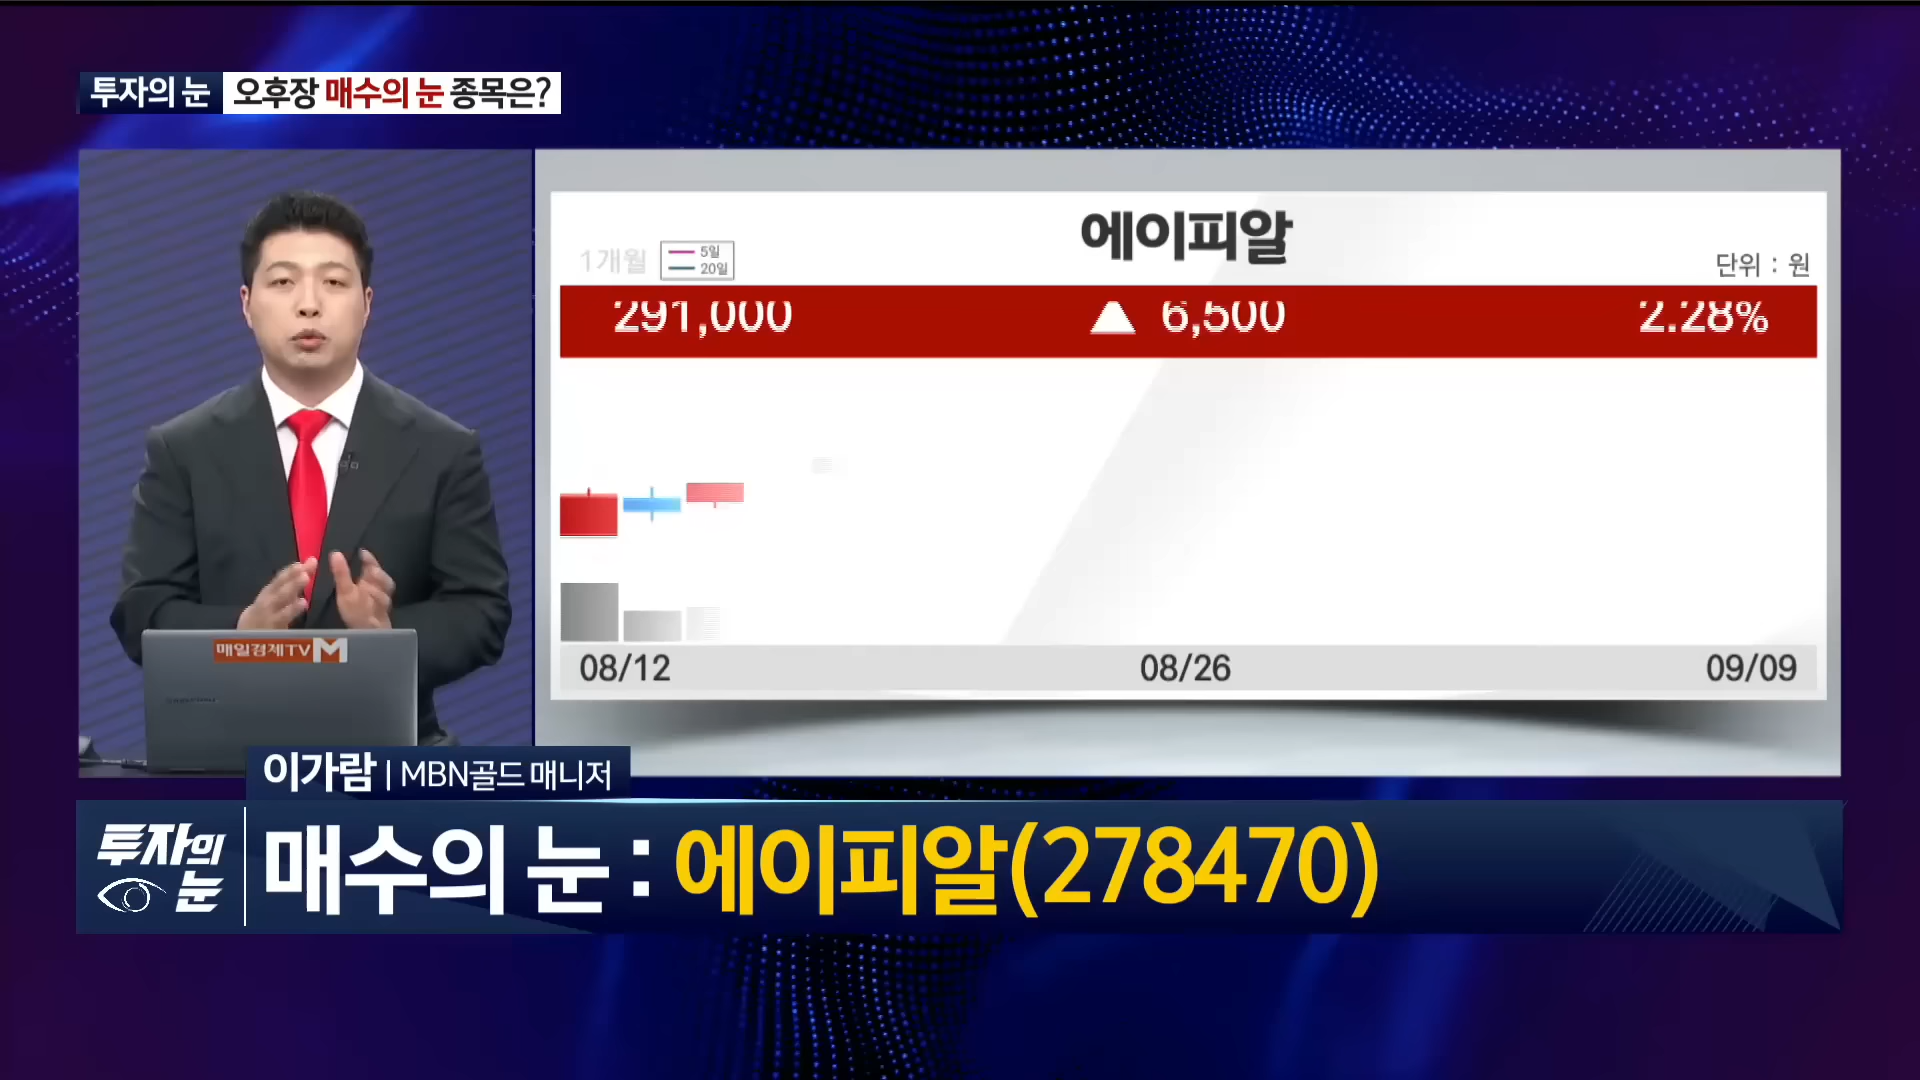 투자의 눈 오후장 매수의 눈 종목은?
에이피알
1개월
5일
20일
단위 : 원
291,000 ▲ 6,500 2.28%
08/12 08/26 09/09
매일경제TV M
이가람 | MBN골드 매니저
투자의 눈
매수의 눈 : 에이피알(278470)